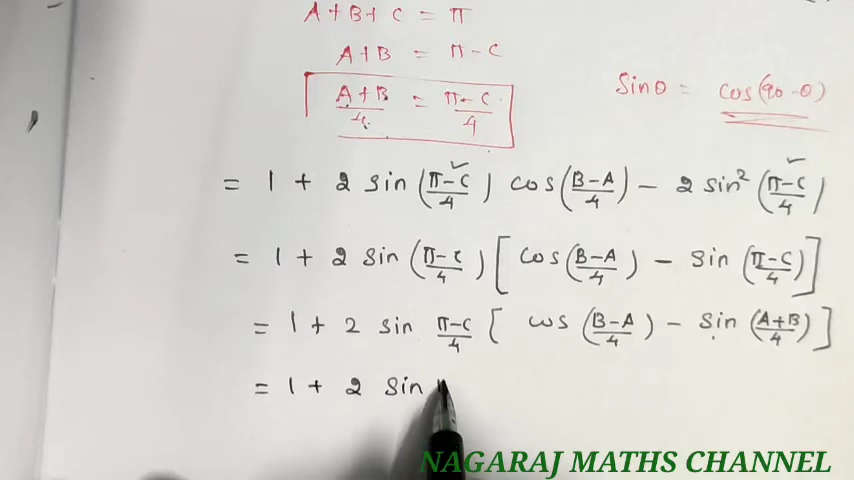 A+B+C = π
A+B = π-C
A+B/4 = π-C/4
Sinθ = cos(90-θ)
= 1 + 2 sin(π-C/4) cos(B-A/4) - 2 sin²(π-C/4)
= 1 + 2 sin(π-C/4)[cos(B-A/4) - sin(π-C/4)]
= 1 + 2 sin π-C/4 [cos(B-A/4) - sin(A+B/4)]
= 1 + 2 sin
NAGARAJ MATHS CHANNEL